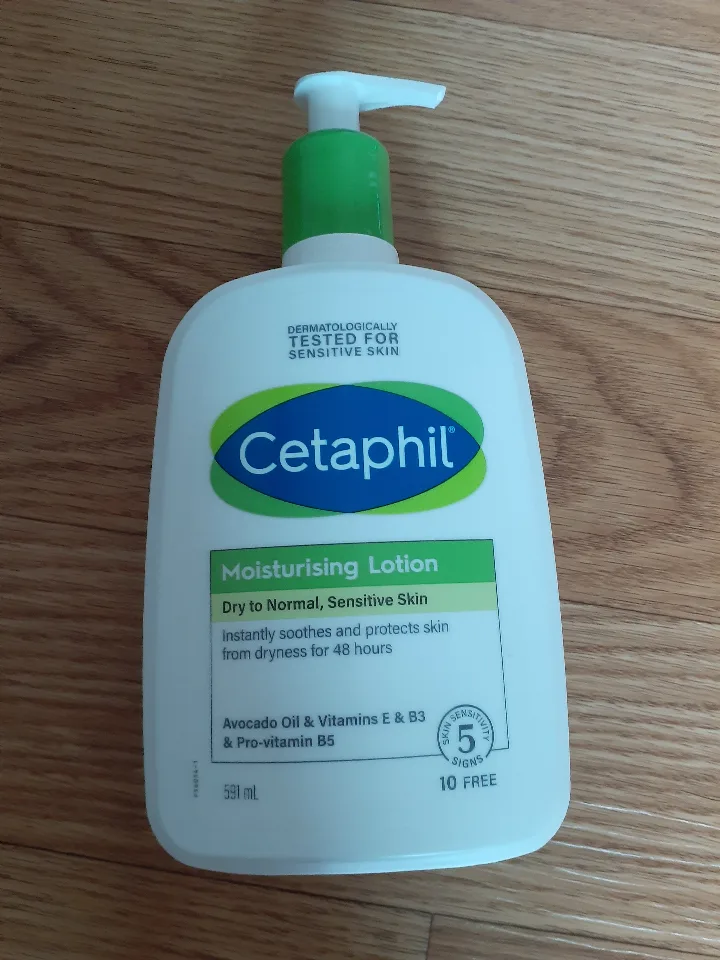 DERMATOLOGICALLY
TESTED FOR
SENSITIVE SKIN
Cetaphil®
Moisturising Lotion
Dry to Normal, Sensitive Skin
Instantly soothes and protects skin
from dryness for 48 hours
Avocado Oil & Vitamins E & B3
& Pro-vitamin B5
SKIN SENSITIVITY
5
SIGNS
591 mL
10 FREE